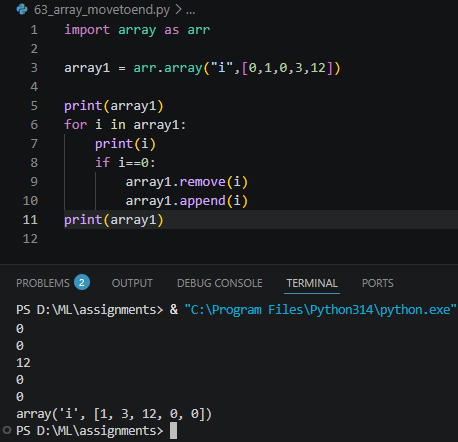 63_array_movetoend.py > ...
1 import array as arr
2
3 array1 = arr.array("i",[0,1,0,3,12])
4
5 print(array1)
6 for i in array1:
7     print(i)
8     if i==0:
9         array1.remove(i)
10         array1.append(i)
11 print(array1)
12
PROBLEMS 2 OUTPUT DEBUG CONSOLE TERMINAL PORTS
PS D:\ML\assignments> & "C:\Program Files\Python314\python.exe"
0
0
12
0
0
array('i', [1, 3, 12, 0, 0])
PS D:\ML\assignments>